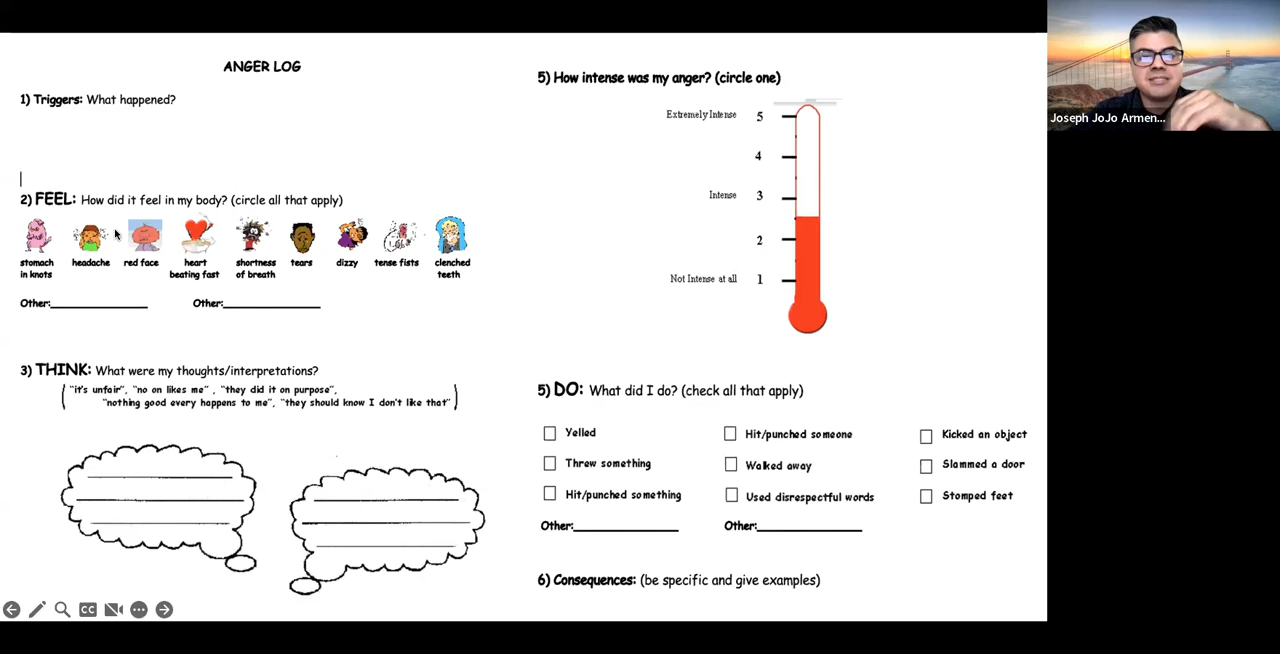 ANGER LOG
1) Triggers: What happened?
2) FEEL: How did it feel in my body? (circle all that apply)
stomach in knots
headache
red face
heart beating fast
shortness of breath
tears
dizzy
tense fists
clenched teeth
Other:
Other:
3) THINK: What were my thoughts/interpretations?
("it's unfair", "no on likes me" , "they did it on purpose",
"nothing good every happens to me", "they should know I don't like that")
5) How intense was my anger? (circle one)
Extremely Intense 5
4
Intense 3
2
Not Intense at all 1
5) DO: What did I do? (check all that apply)
Yelled
Hit/punched someone
Kicked an object
Threw something
Walked away
Slammed a door
Hit/punched something
Used disrespectful words
Stomped feet
Other:
Other:
6) Consequences: (be specific and give examples)
CC
Joseph JoJo Armen...